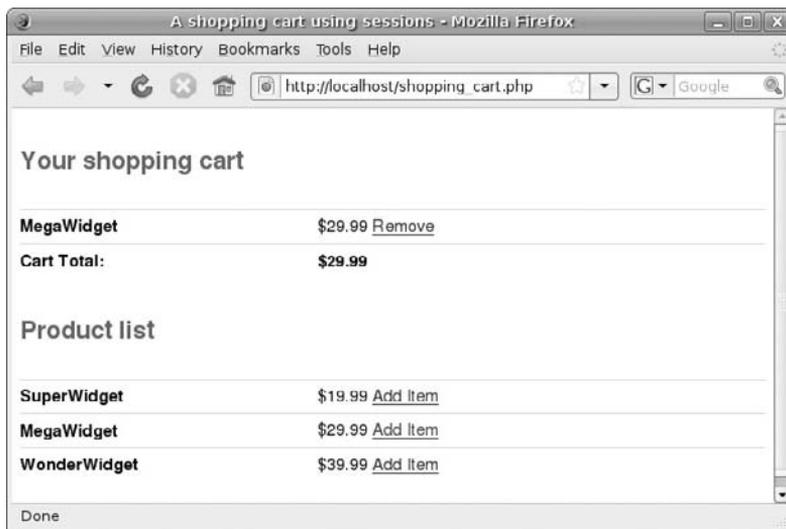 A shopping cart using sessions - Mozilla Firefox
File Edit View History Bookmarks Tools Help
http://localhost/shopping_cart.php G Google
Your shopping cart
MegaWidget $29.99 Remove
Cart Total: $29.99
Product list
SuperWidget $19.99 Add Item
MegaWidget $29.99 Add Item
WonderWidget $39.99 Add Item
Done